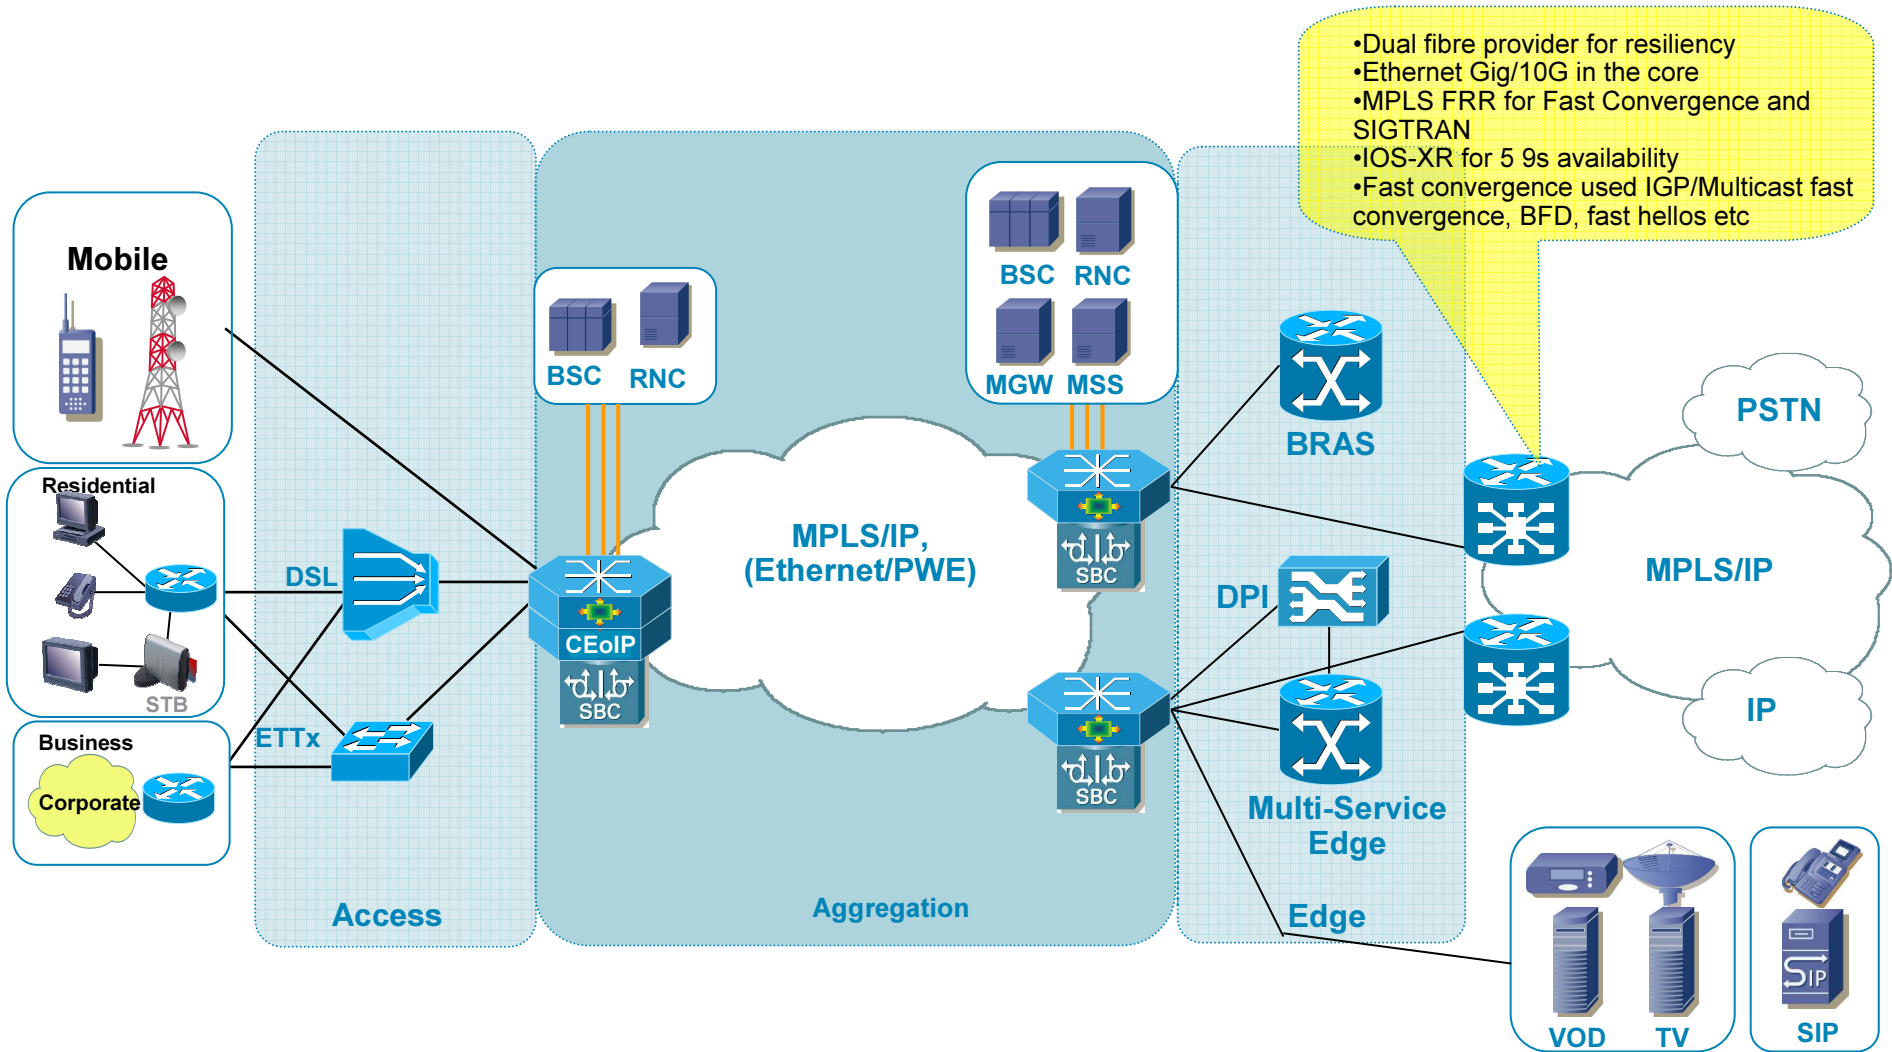 •Dual fibre provider for resiliency
•Ethernet Gig/10G in the core
•MPLS FRR for Fast Convergence and
SIGTRAN
•IOS-XR for 5 9s availability
•Fast convergence used IGP/Multicast fast
convergence, BFD, fast hellos etc
Mobile
BSC
RNC
BSC
RNC
MGW
MSS
BRAS
PSTN
Residential
STB
DSL
CEoIP
SBC
MPLS/IP,
(Ethernet/PWE)
SBC
DPI
MPLS/IP
Business
Corporate
ETTx
SBC
Multi-Service
Edge
IP
Access
Aggregation
Edge
VOD
TV
SIP
SIP